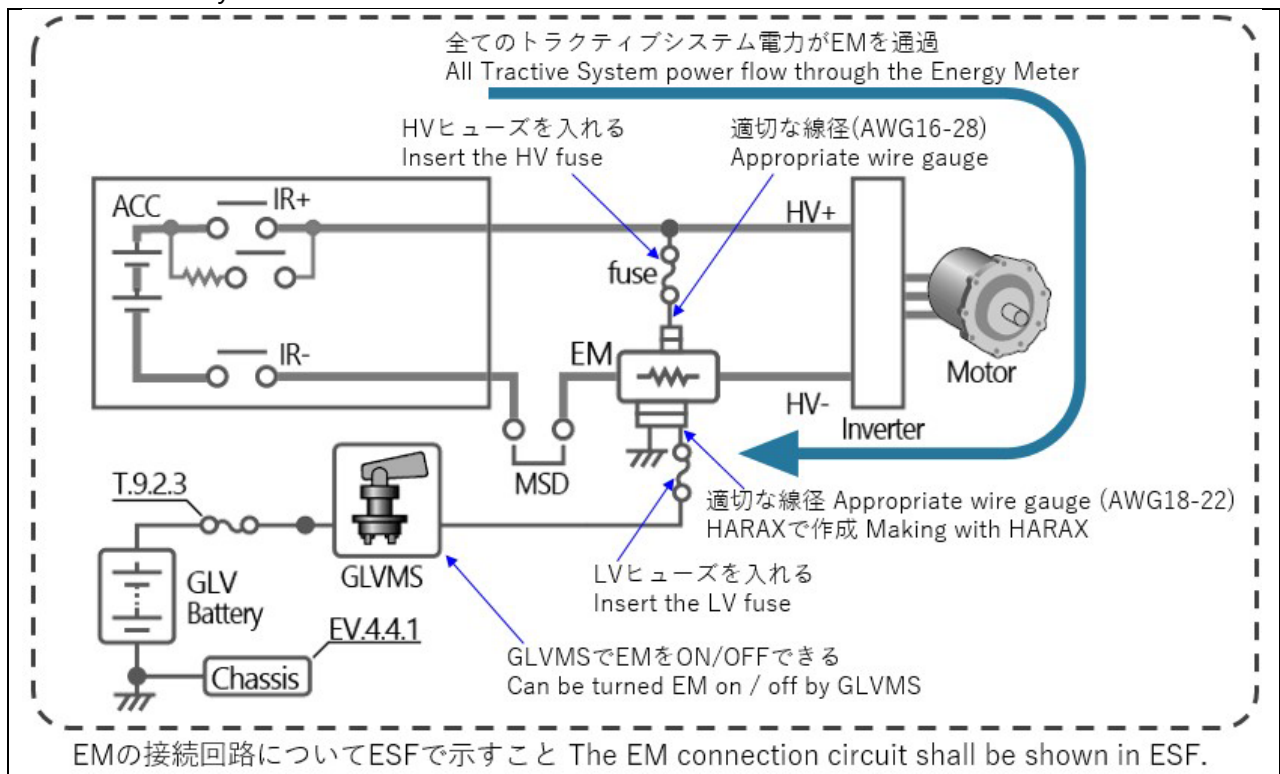 全てのトラクティブシステム電力がEMを通過
All Tractive System power flow through the Energy Meter
HVヒューズを入れる
Insert the HV fuse
適切な線径(AWG16-28)
Appropriate wire gauge
ACC
IR+
HV+
fuse
EM
IR-
Motor
HV-
Inverter
MSD
T.9.2.3
適切な線径 Appropriate wire gauge (AWG18-22)
HARAXで作成 Making with HARAX
GLVMS
LVヒューズを入れる
Insert the LV fuse
GLV
Battery
EV.4.4.1
Chassis
GLVMSでEMをON/OFFできる
Can be turned EM on / off by GLVMS
EMの接続回路についてESFで示すこと The EM connection circuit shall be shown in ESF.